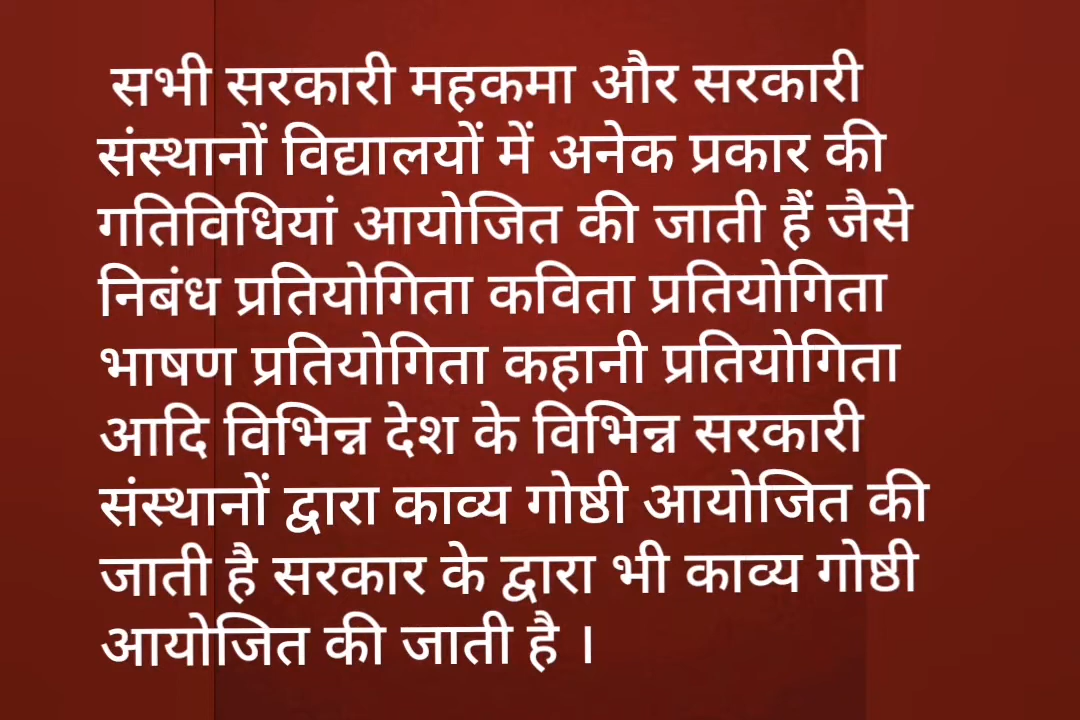 सभी सरकारी महकमा और सरकारी
संस्थानों विद्यालयों में अनेक प्रकार की
गतिविधियां आयोजित की जाती हैं जैसे
निबंध प्रतियोगिता कविता प्रतियोगिता
भाषण प्रतियोगिता कहानी प्रतियोगिता
आदि विभिन्न देश के विभिन्न सरकारी
संस्थानों द्वारा काव्य गोष्ठी आयोजित की
जाती है सरकार के द्वारा भी काव्य गोष्ठी
आयोजित की जाती है ।